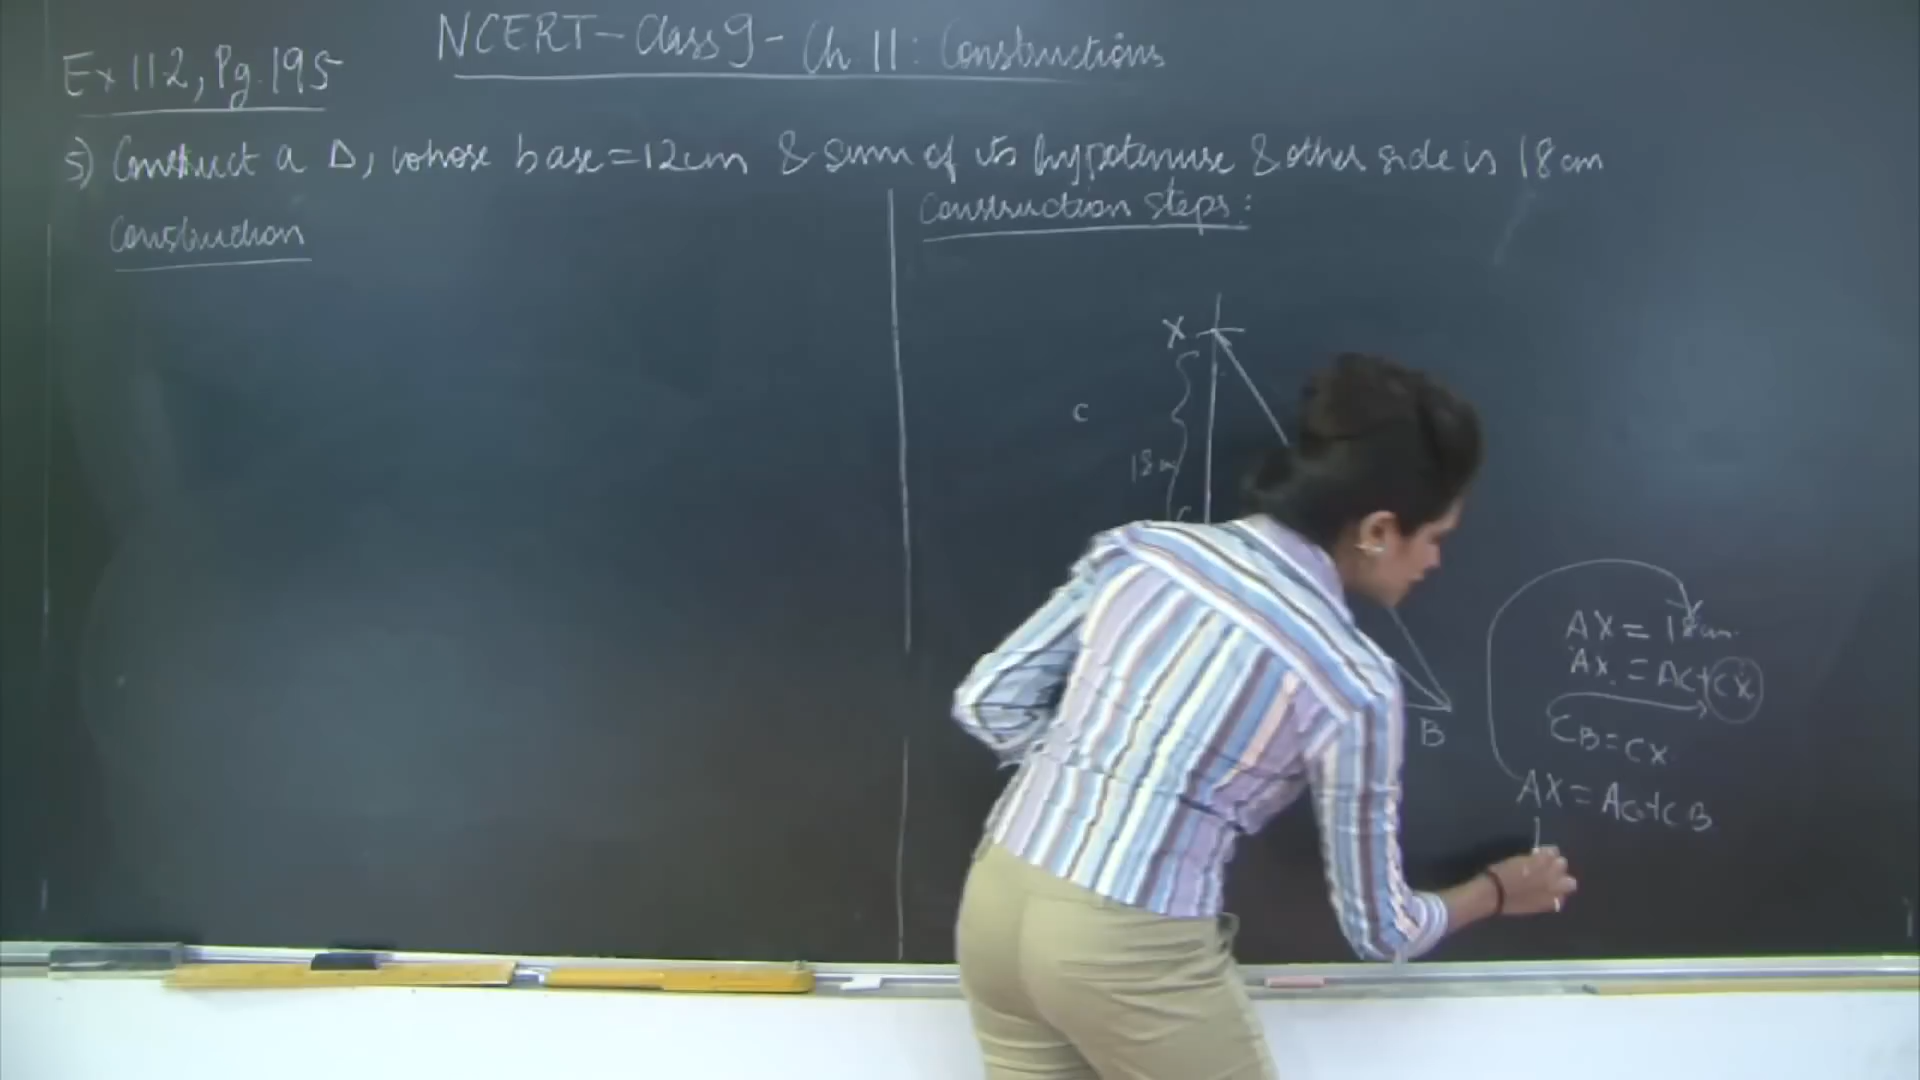 NCERT - Class 9 - Ch 11: Constructions
Ex 11.2, Pg. 195
5) Construct a Δ, whose base = 12cm & sum of its hypotenuse & other side is 18cm
Construction
Construction steps:
X
C
18
C
B
AX = 18cm.
AX = AC+CX
CB = CX
AX = AC+CB